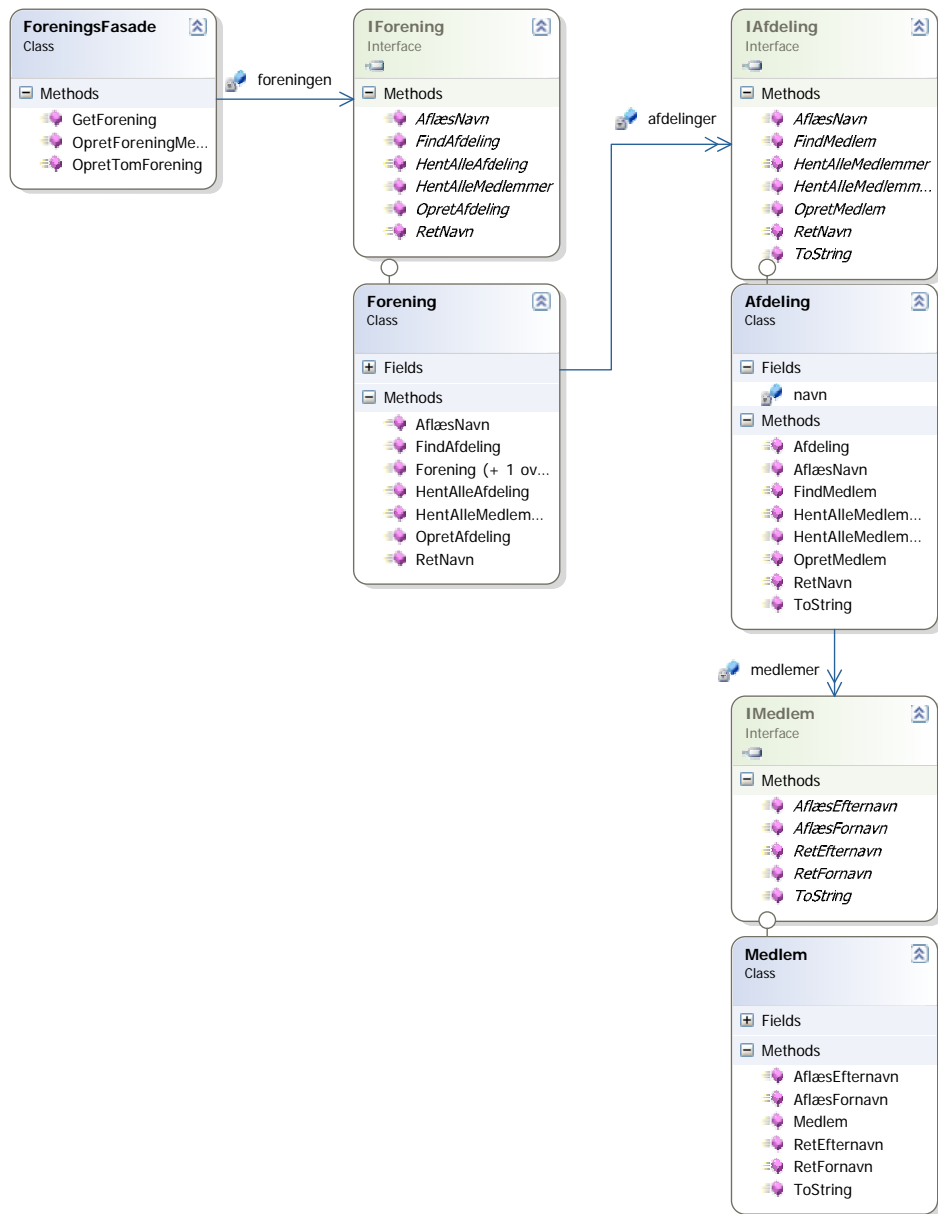 ForeningsFasade
Class
Methods
GetForening
OpretForeningMe...
OpretTomForening
foreningen
IForening
Interface
Methods
AflæsNavn
FindAfdeling
HentAlleAfdeling
HentAlleMedlemmer
OpretAfdeling
RetNavn
Forening
Class
Fields
Methods
AflæsNavn
FindAfdeling
Forening (+ 1 ov...
HentAlleAfdeling
HentAlleMedlem...
OpretAfdeling
RetNavn
afdelinger
IAfdeling
Interface
Methods
AflæsNavn
FindMedlem
HentAlleMedlemmer
HentAlleMedlemm...
OpretMedlem
RetNavn
ToString
Afdeling
Class
Fields
navn
Methods
Afdeling
AflæsNavn
FindMedlem
HentAlleMedlem...
HentAlleMedlem...
OpretMedlem
RetNavn
ToString
medlemer
IMedlem
Interface
Methods
AflæsEfternavn
AflæsFornavn
RetEfternavn
RetFornavn
ToString
Medlem
Class
Fields
Methods
AflæsEfternavn
AflæsFornavn
Medlem
RetEfternavn
RetFornavn
ToString